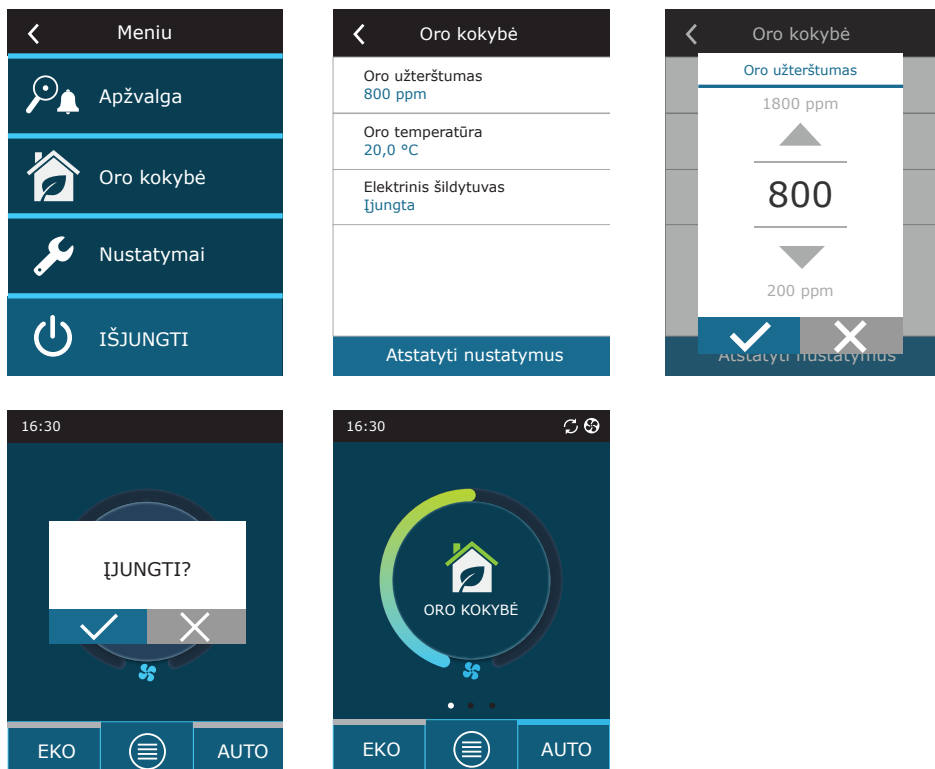 Meniu
Apžvalga
Oro kokybė
Nustatymai
IŠJUNGTI
Oro kokybė
Oro užterštumas
800 ppm
Oro temperatūra
20,0 °C
Elektrinis šildytuvas
Įjungta
Atstatyti nustatymus
Oro kokybė
Oro užterštumas
1800 ppm
800
200 ppm
Atstatyti nustatymus
16:30
ĮJUNGTI?
EKO
AUTO
16:30
ORO KOKYBĖ
EKO
AUTO